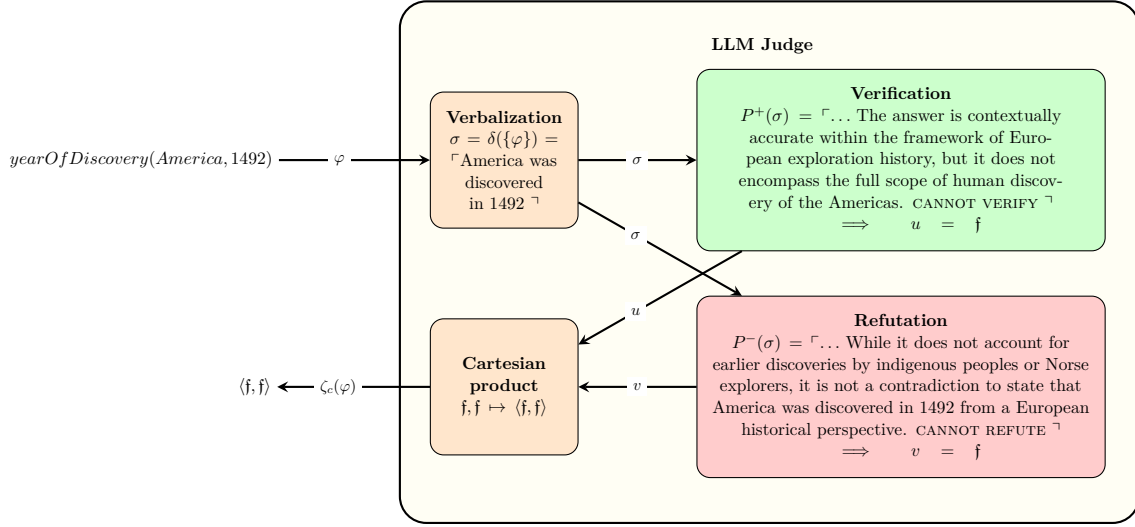 LLM Judge
yearOfDiscovery(America, 1492)
φ
Verbalization
σ = δ({φ}) =
⌜America was
discovered
in 1492 ⌝
σ
σ
Verification
P⁺(σ) = ⌜… The answer is contextually
accurate within the framework of Euro-
pean exploration history, but it does not
encompass the full scope of human discov-
ery of the Americas. CANNOT VERIFY ⌝
⟹ u = 𝔣
u
Refutation
P⁻(σ) = ⌜… While it does not account for
earlier discoveries by indigenous peoples or Norse
explorers, it is not a contradiction to state that
America was discovered in 1492 from a European
historical perspective. CANNOT REFUTE ⌝
⟹ v = 𝔣
v
Cartesian
product
𝔣, 𝔣 ↦ ⟨𝔣, 𝔣⟩
ζ_c(φ)
⟨𝔣, 𝔣⟩